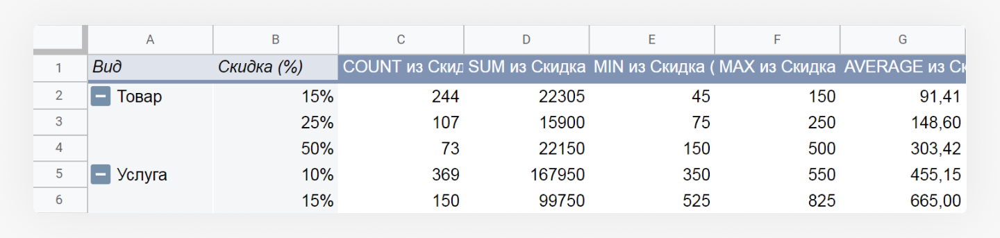 A B C D E F G
1 Вид Скидка (%) COUNT из Скид SUM из Скидка MIN из Скидка ( MAX из Скидка AVERAGE из Ск
2 Товар 15% 244 22305 45 150 91,41
3 25% 107 15900 75 250 148,60
4 50% 73 22150 150 500 303,42
5 Услуга 10% 369 167950 350 550 455,15
6 15% 150 99750 525 825 665,00